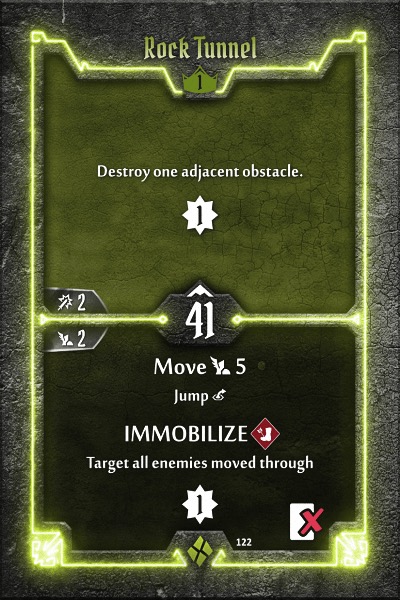 Rock Tunnel
1
Destroy one adjacent obstacle.
1
2
41
2
Move 5
Jump
IMMOBILIZE
Target all enemies moved through
1
122